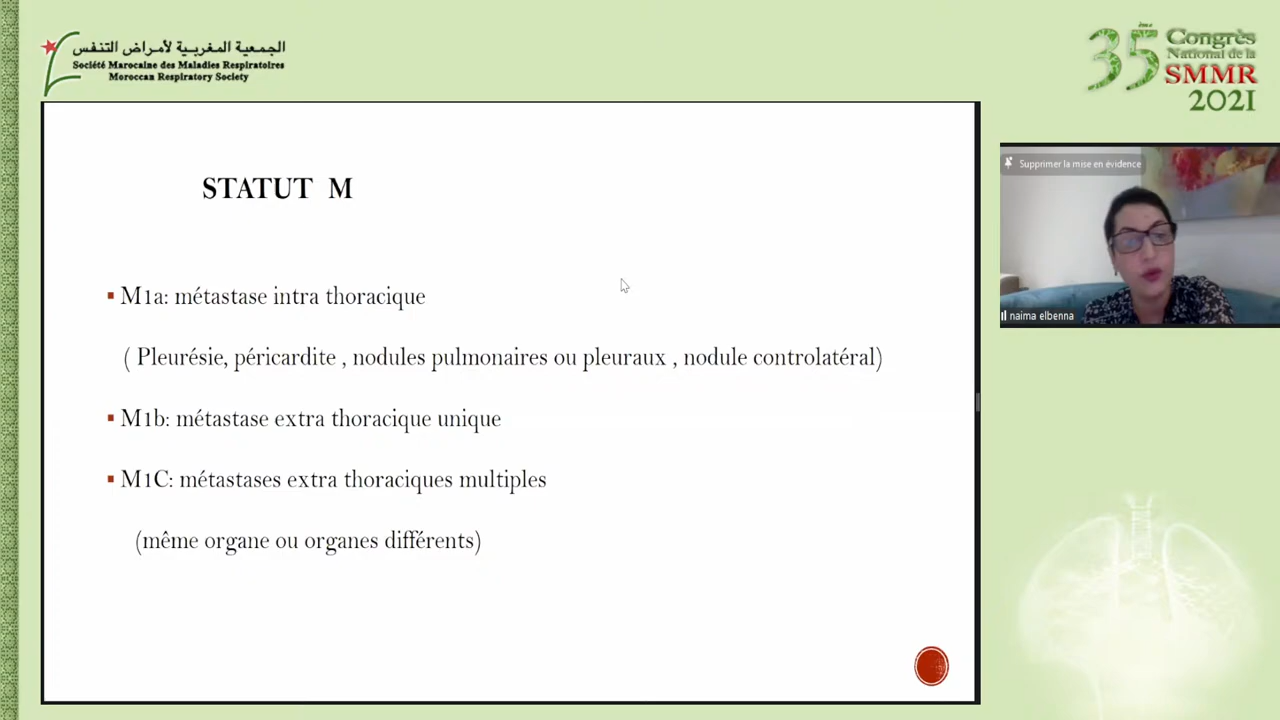 الجمعية المغربية لأمراض التنفس
Société Marocaine des Maladies Respiratoires
Moroccan Respiratory Society
35ème Congrès
National de la
SMMR
2021
STATUT M
▪ M1a: métastase intra thoracique
( Pleurésie, péricardite , nodules pulmonaires ou pleuraux , nodule controlatéral)
▪ M1b: métastase extra thoracique unique
▪ M1C: métastases extra thoraciques multiples
(même organe ou organes différents)
Supprimer la mise en évidence
naima elbenna